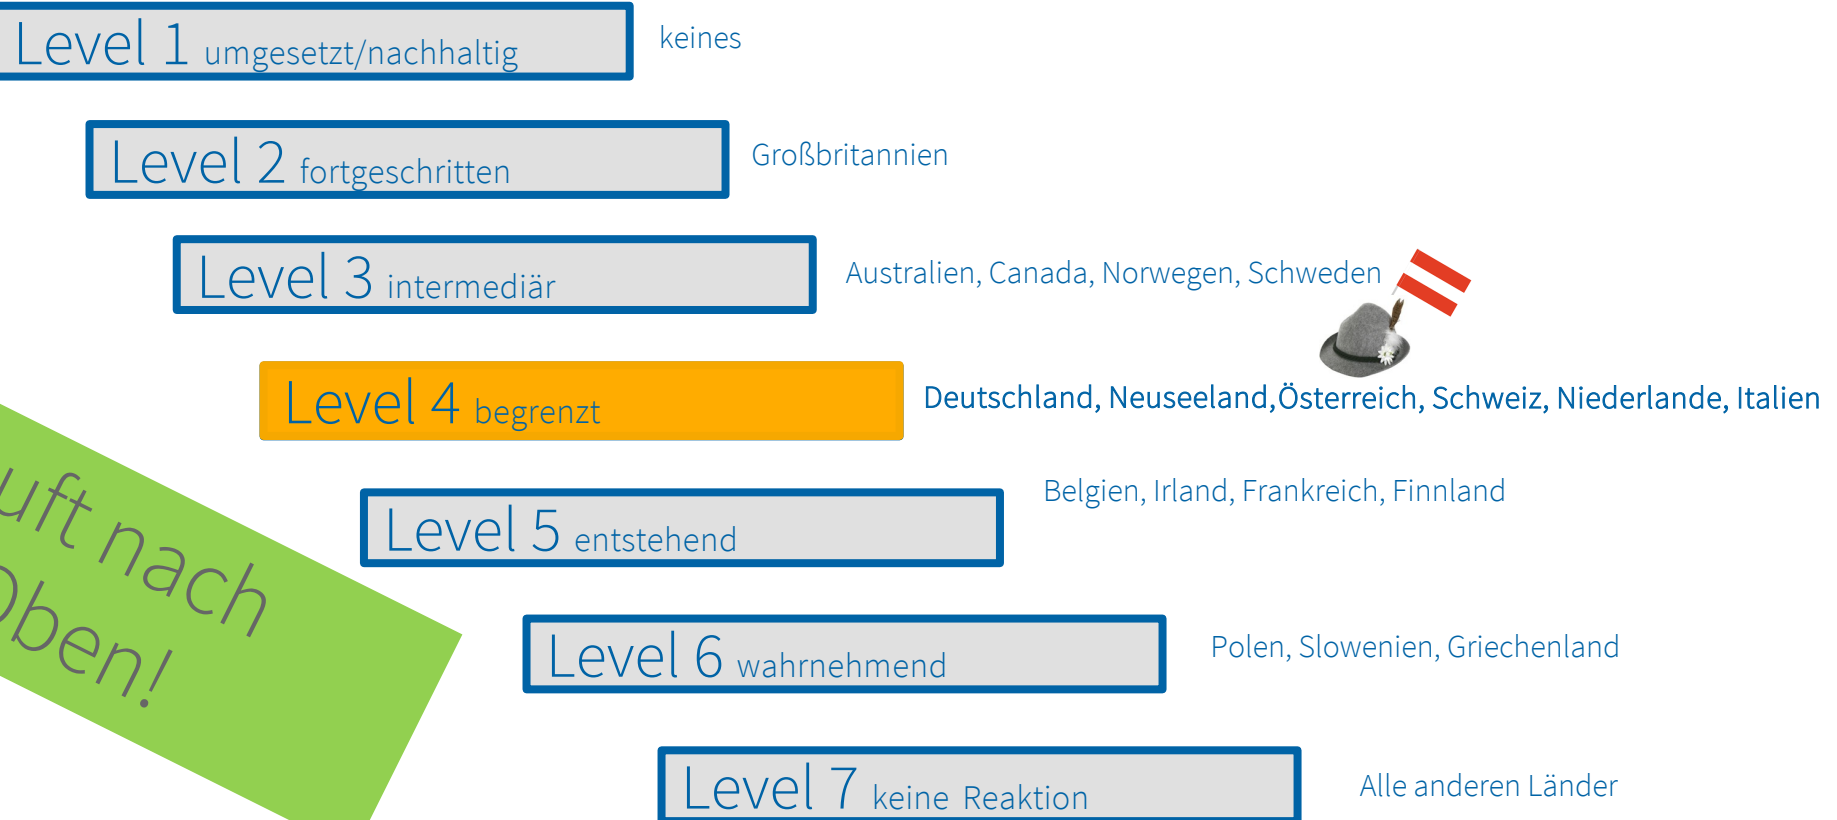 Level 1 umgesetzt/nachhaltig
keines
Level 2 fortgeschritten
Großbritannien
Level 3 intermediär
Australien, Canada, Norwegen, Schweden
Level 4 begrenzt
Deutschland, Neuseeland,Österreich, Schweiz, Niederlande, Italien
Level 5 entstehend
Belgien, Irland, Frankreich, Finnland
nach
Level 6 wahrnehmend
Polen, Slowenien, Griechenland
Level 7 keine Reaktion
Alle anderen Länder